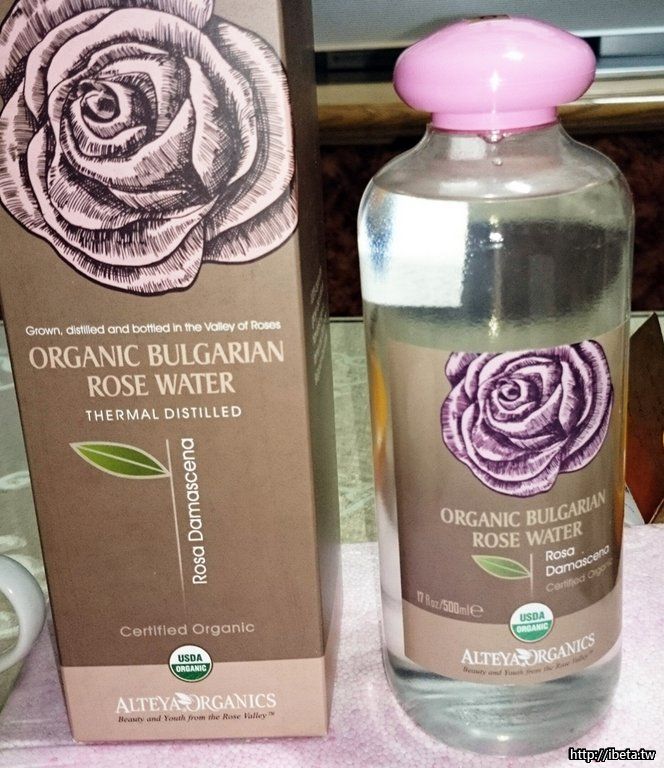 Grown, distilled and bottled in the Valley of Roses
ORGANIC BULGARIAN
ROSE WATER
THERMAL DISTILLED
Rosa Damascena
Certified Organic
USDA
ORGANIC
ALTEYA ORGANICS
Beauty and Youth from the Rose Valley™
ORGANIC BULGARIAN
ROSE WATER
Rosa
Damascena
Certified Organic
17 fl oz/500ml℮
USDA
ORGANIC
ALTEYA ORGANICS
Beauty and Youth from the Rose Valley
http://ibeta.tw